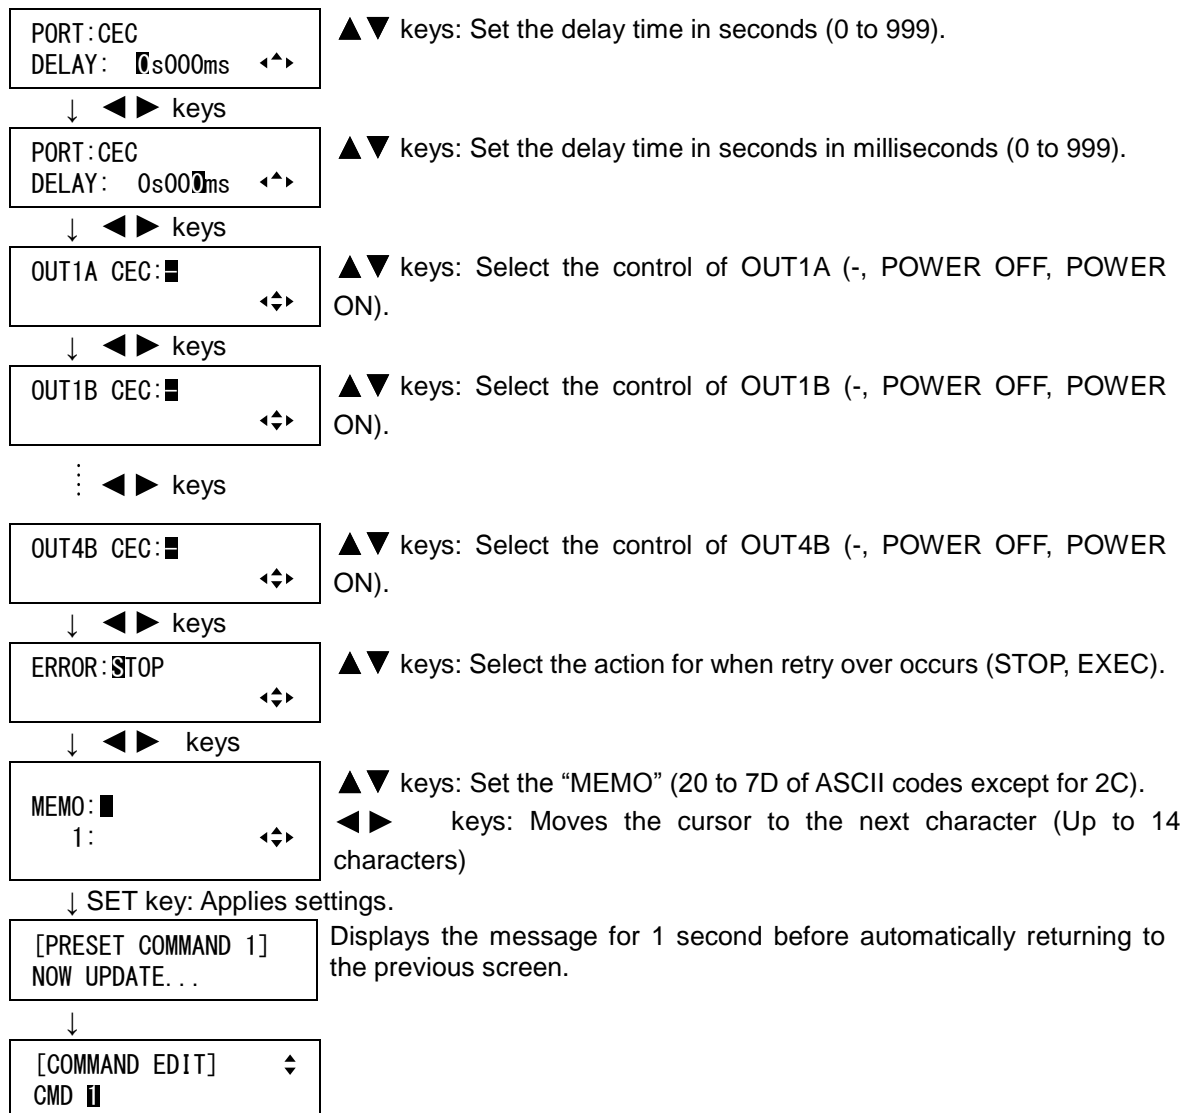 PORT:CEC
DELAY: 0s000ms
▲▼ keys: Set the delay time in seconds (0 to 999).
↓ ◀▶ keys
PORT:CEC
DELAY: 0s000ms
▲▼ keys: Set the delay time in seconds in milliseconds (0 to 999).
↓ ◀▶ keys
OUT1A CEC:-
▲▼ keys: Select the control of OUT1A (-, POWER OFF, POWER
ON).
↓ ◀▶ keys
OUT1B CEC:-
▲▼ keys: Select the control of OUT1B (-, POWER OFF, POWER
ON).
◀▶ keys
OUT4B CEC:-
▲▼ keys: Select the control of OUT4B (-, POWER OFF, POWER
ON).
↓ ◀▶ keys
ERROR:STOP
▲▼ keys: Select the action for when retry over occurs (STOP, EXEC).
↓ ◀▶ keys
MEMO:
1:
▲▼ keys: Set the “MEMO” (20 to 7D of ASCII codes except for 2C).
◀▶ keys: Moves the cursor to the next character (Up to 14
characters)
↓ SET key: Applies settings.
[PRESET COMMAND 1]
NOW UPDATE...
Displays the message for 1 second before automatically returning to
the previous screen.
↓
[COMMAND EDIT]
CMD 1